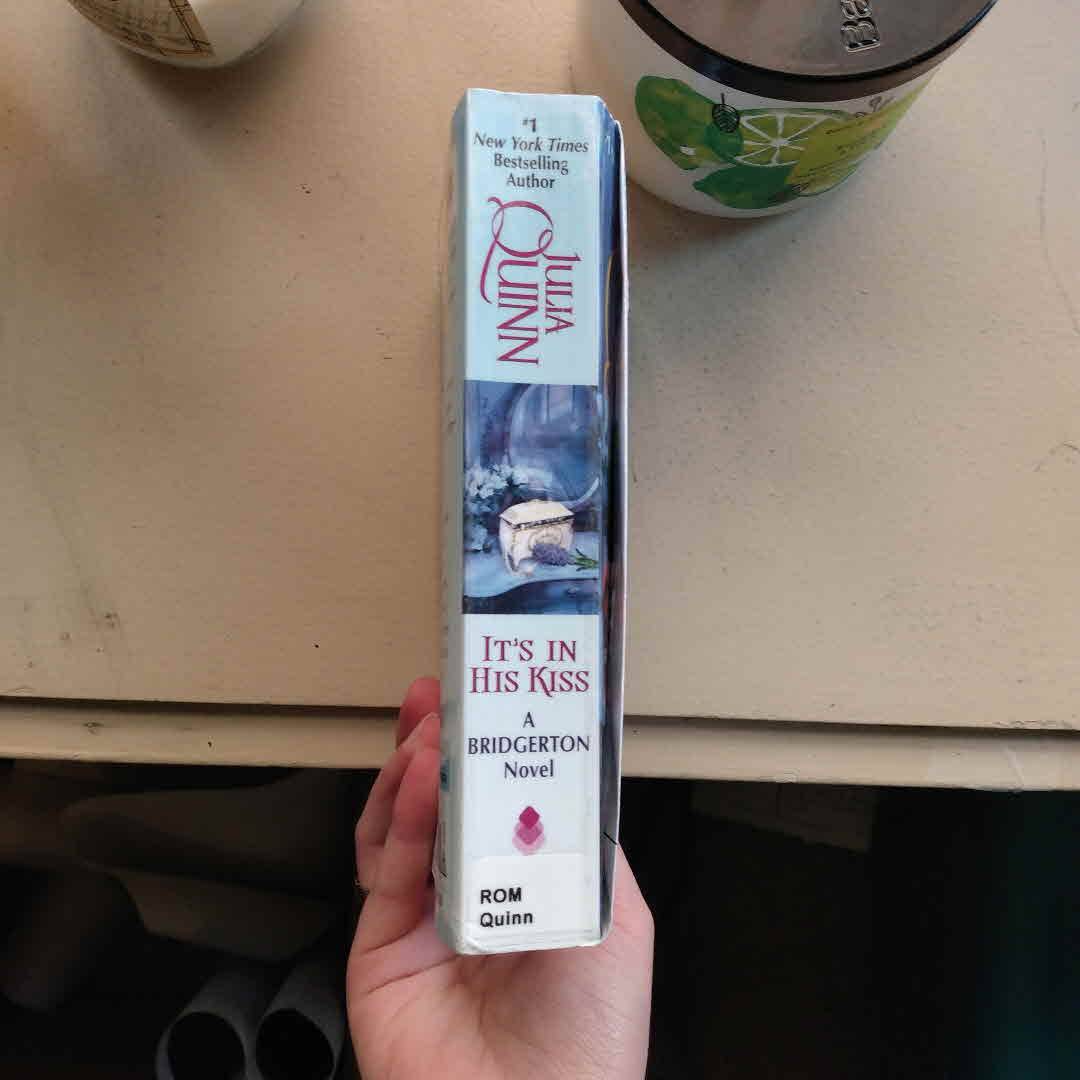 #1
New York Times
Bestselling
Author
JULIA
QUINN
IT'S IN
HIS KISS
A
BRIDGERTON
Novel
ROM
Quinn